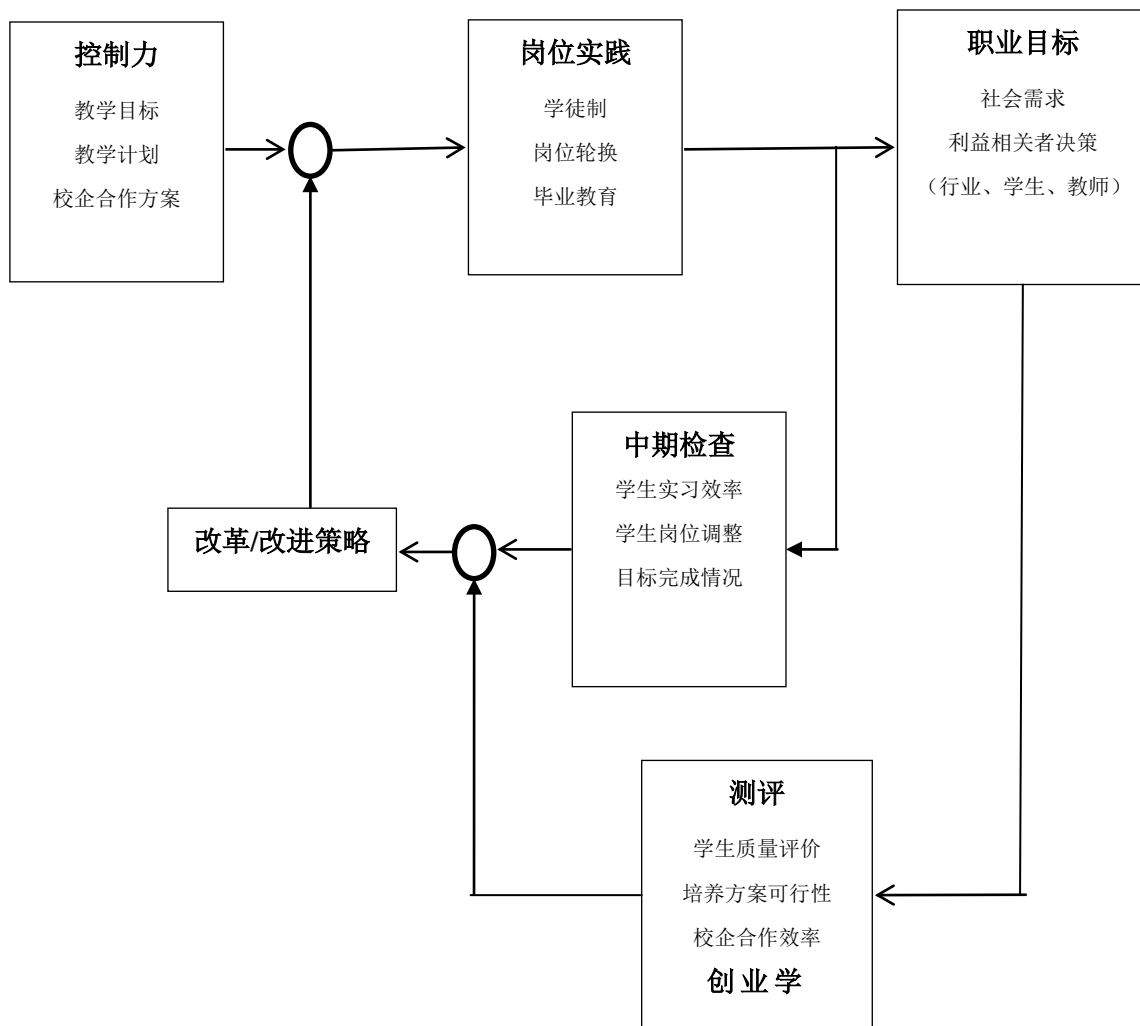 控制力
教学目标
教学计划
校企合作方案
岗位实践
学徒制
岗位轮换
毕业教育
职业目标
社会需求
利益相关者决策
（行业、学生、教师）
中期检查
学生实习效率
学生岗位调整
目标完成情况
改革/改进策略
测评
学生质量评价
培养方案可行性
校企合作效率
创业学